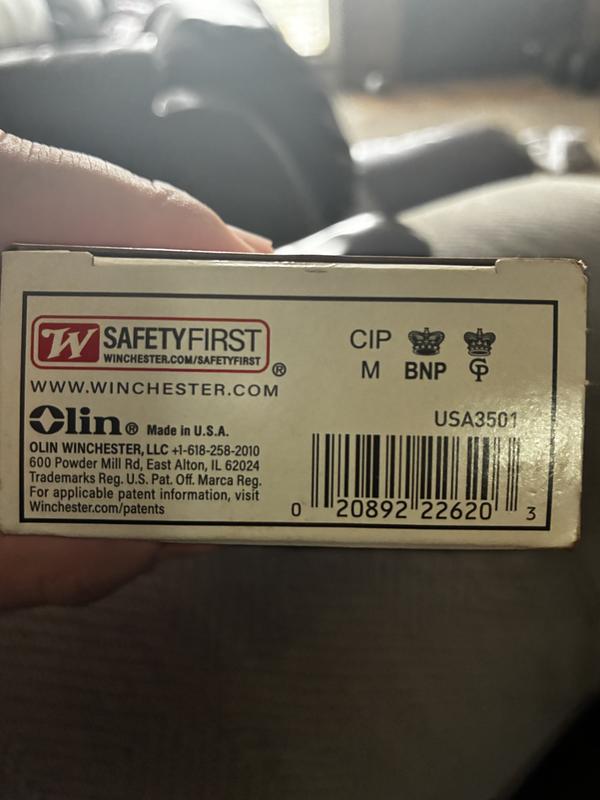 W SAFETYFIRST
WINCHESTER.COM/SAFETYFIRST
®
WWW.WINCHESTER.COM
Olin® Made in U.S.A.
OLIN WINCHESTER, LLC +1-618-258-2010
600 Powder Mill Rd, East Alton, IL 62024
Trademarks Reg. U.S. Pat. Off. Marca Reg.
For applicable patent information, visit
Winchester.com/patents
CIP
M BNP GP
USA3501
0 20892 22620 3